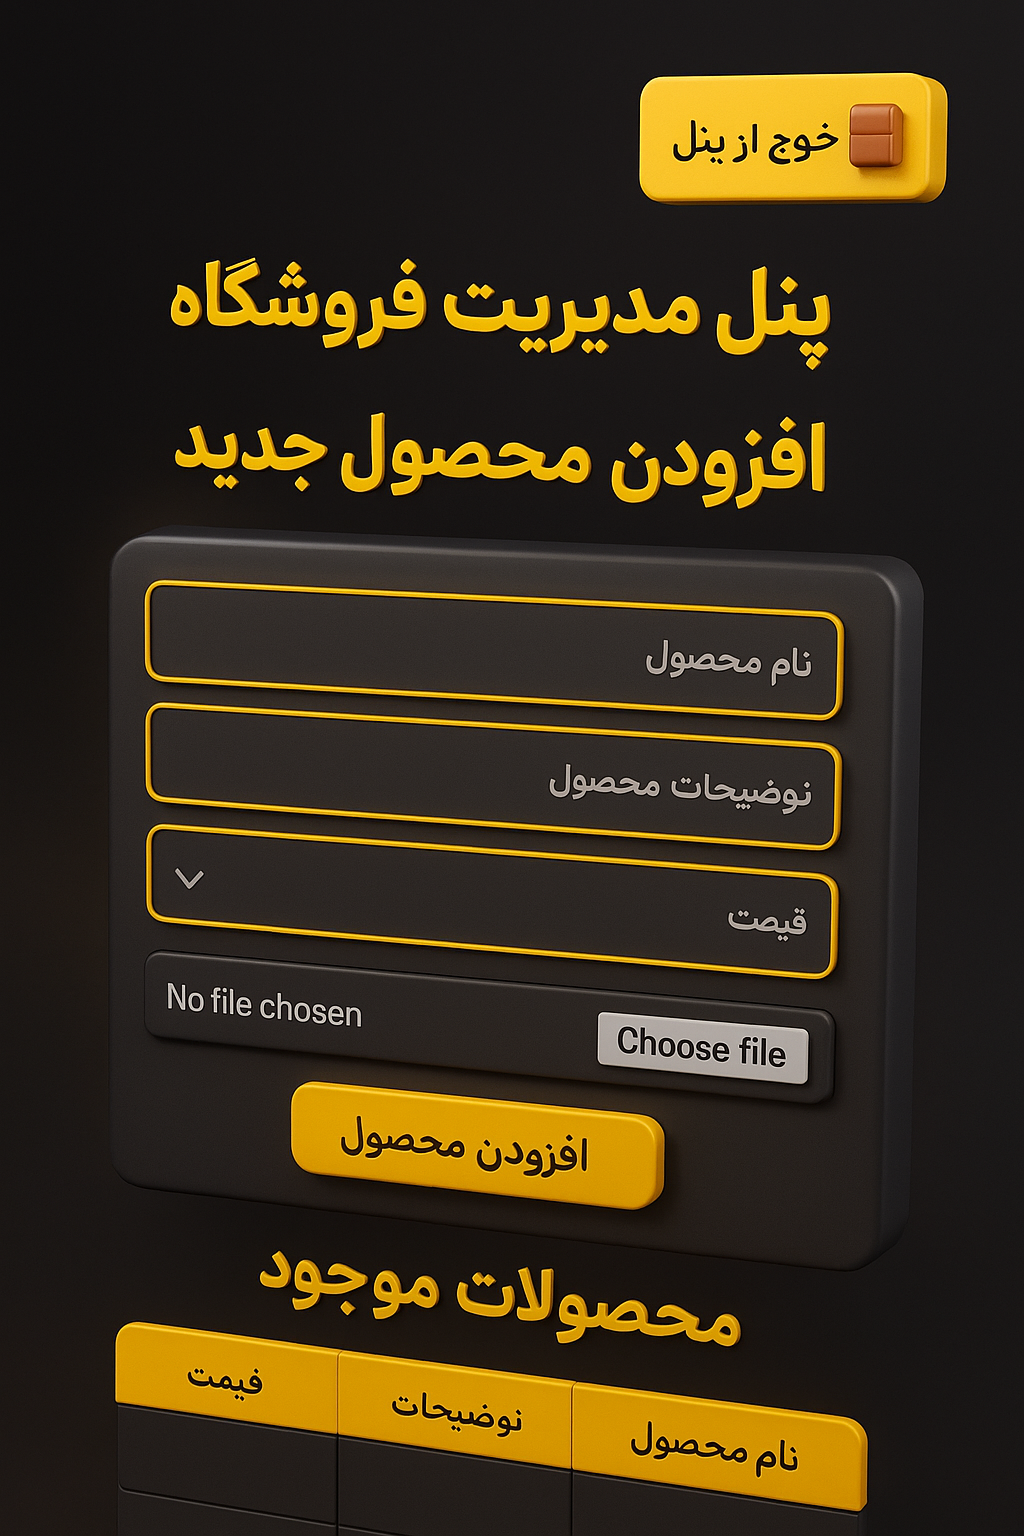 خوج از ینل
پنل مدیریت فروشگاه
افزودن محصول جدید
نام محصول
نوضیحات محصول
قیصت
Choose file No file chosen
افزودن محصول
محصولات موجود
نام محصول نوضیحات فیمت